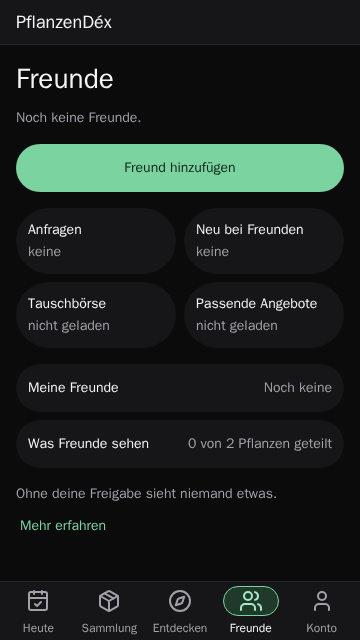 PflanzenDéx
Freunde
Noch keine Freunde.
Freund hinzufügen
Anfragen
keine
Neu bei Freunden
keine
Tauschbörse
nicht geladen
Passende Angebote
nicht geladen
Meine Freunde Noch keine
Was Freunde sehen 0 von 2 Pflanzen geteilt
Ohne deine Freigabe sieht niemand etwas.
Mehr erfahren
Heute Sammlung Entdecken Freunde Konto